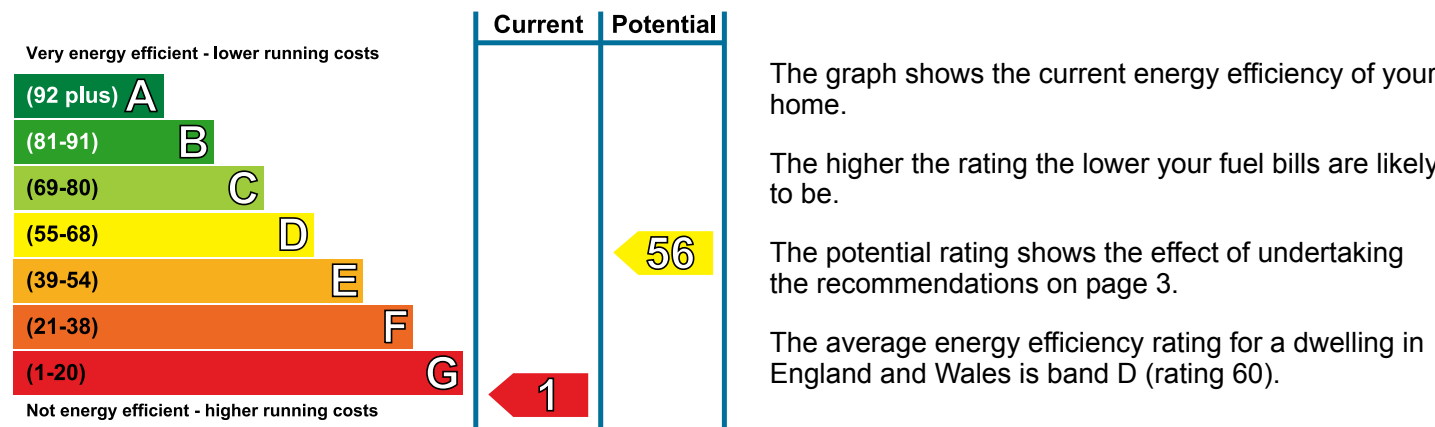 Current Potential
Very energy efficient - lower running costs
(92 plus) A
(81-91) B
(69-80) C
(55-68) D
(39-54) E
(21-38) F
(1-20) G
Not energy efficient - higher running costs
56
1
The graph shows the current energy efficiency of your
home.
The higher the rating the lower your fuel bills are likely
to be.
The potential rating shows the effect of undertaking
the recommendations on page 3.
The average energy efficiency rating for a dwelling in
England and Wales is band D (rating 60).